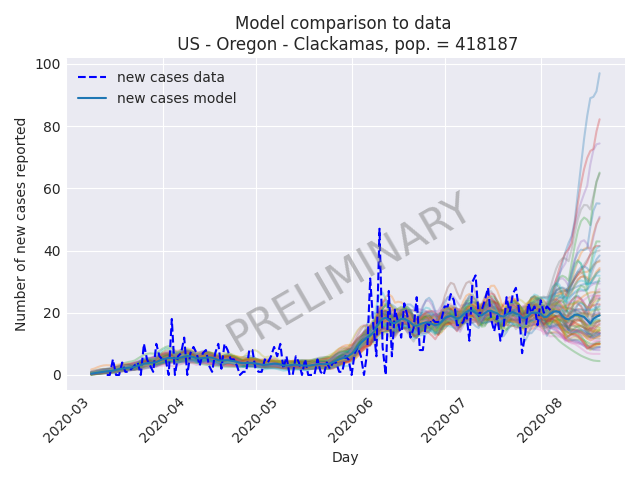 Model comparison to data
US - Oregon - Clackamas, pop. = 418187
100
80
60
40
20
0
Number of new cases reported
new cases data
new cases model
PRELIMINARY
2020-03
2020-04
2020-05
2020-06
2020-07
2020-08
Day